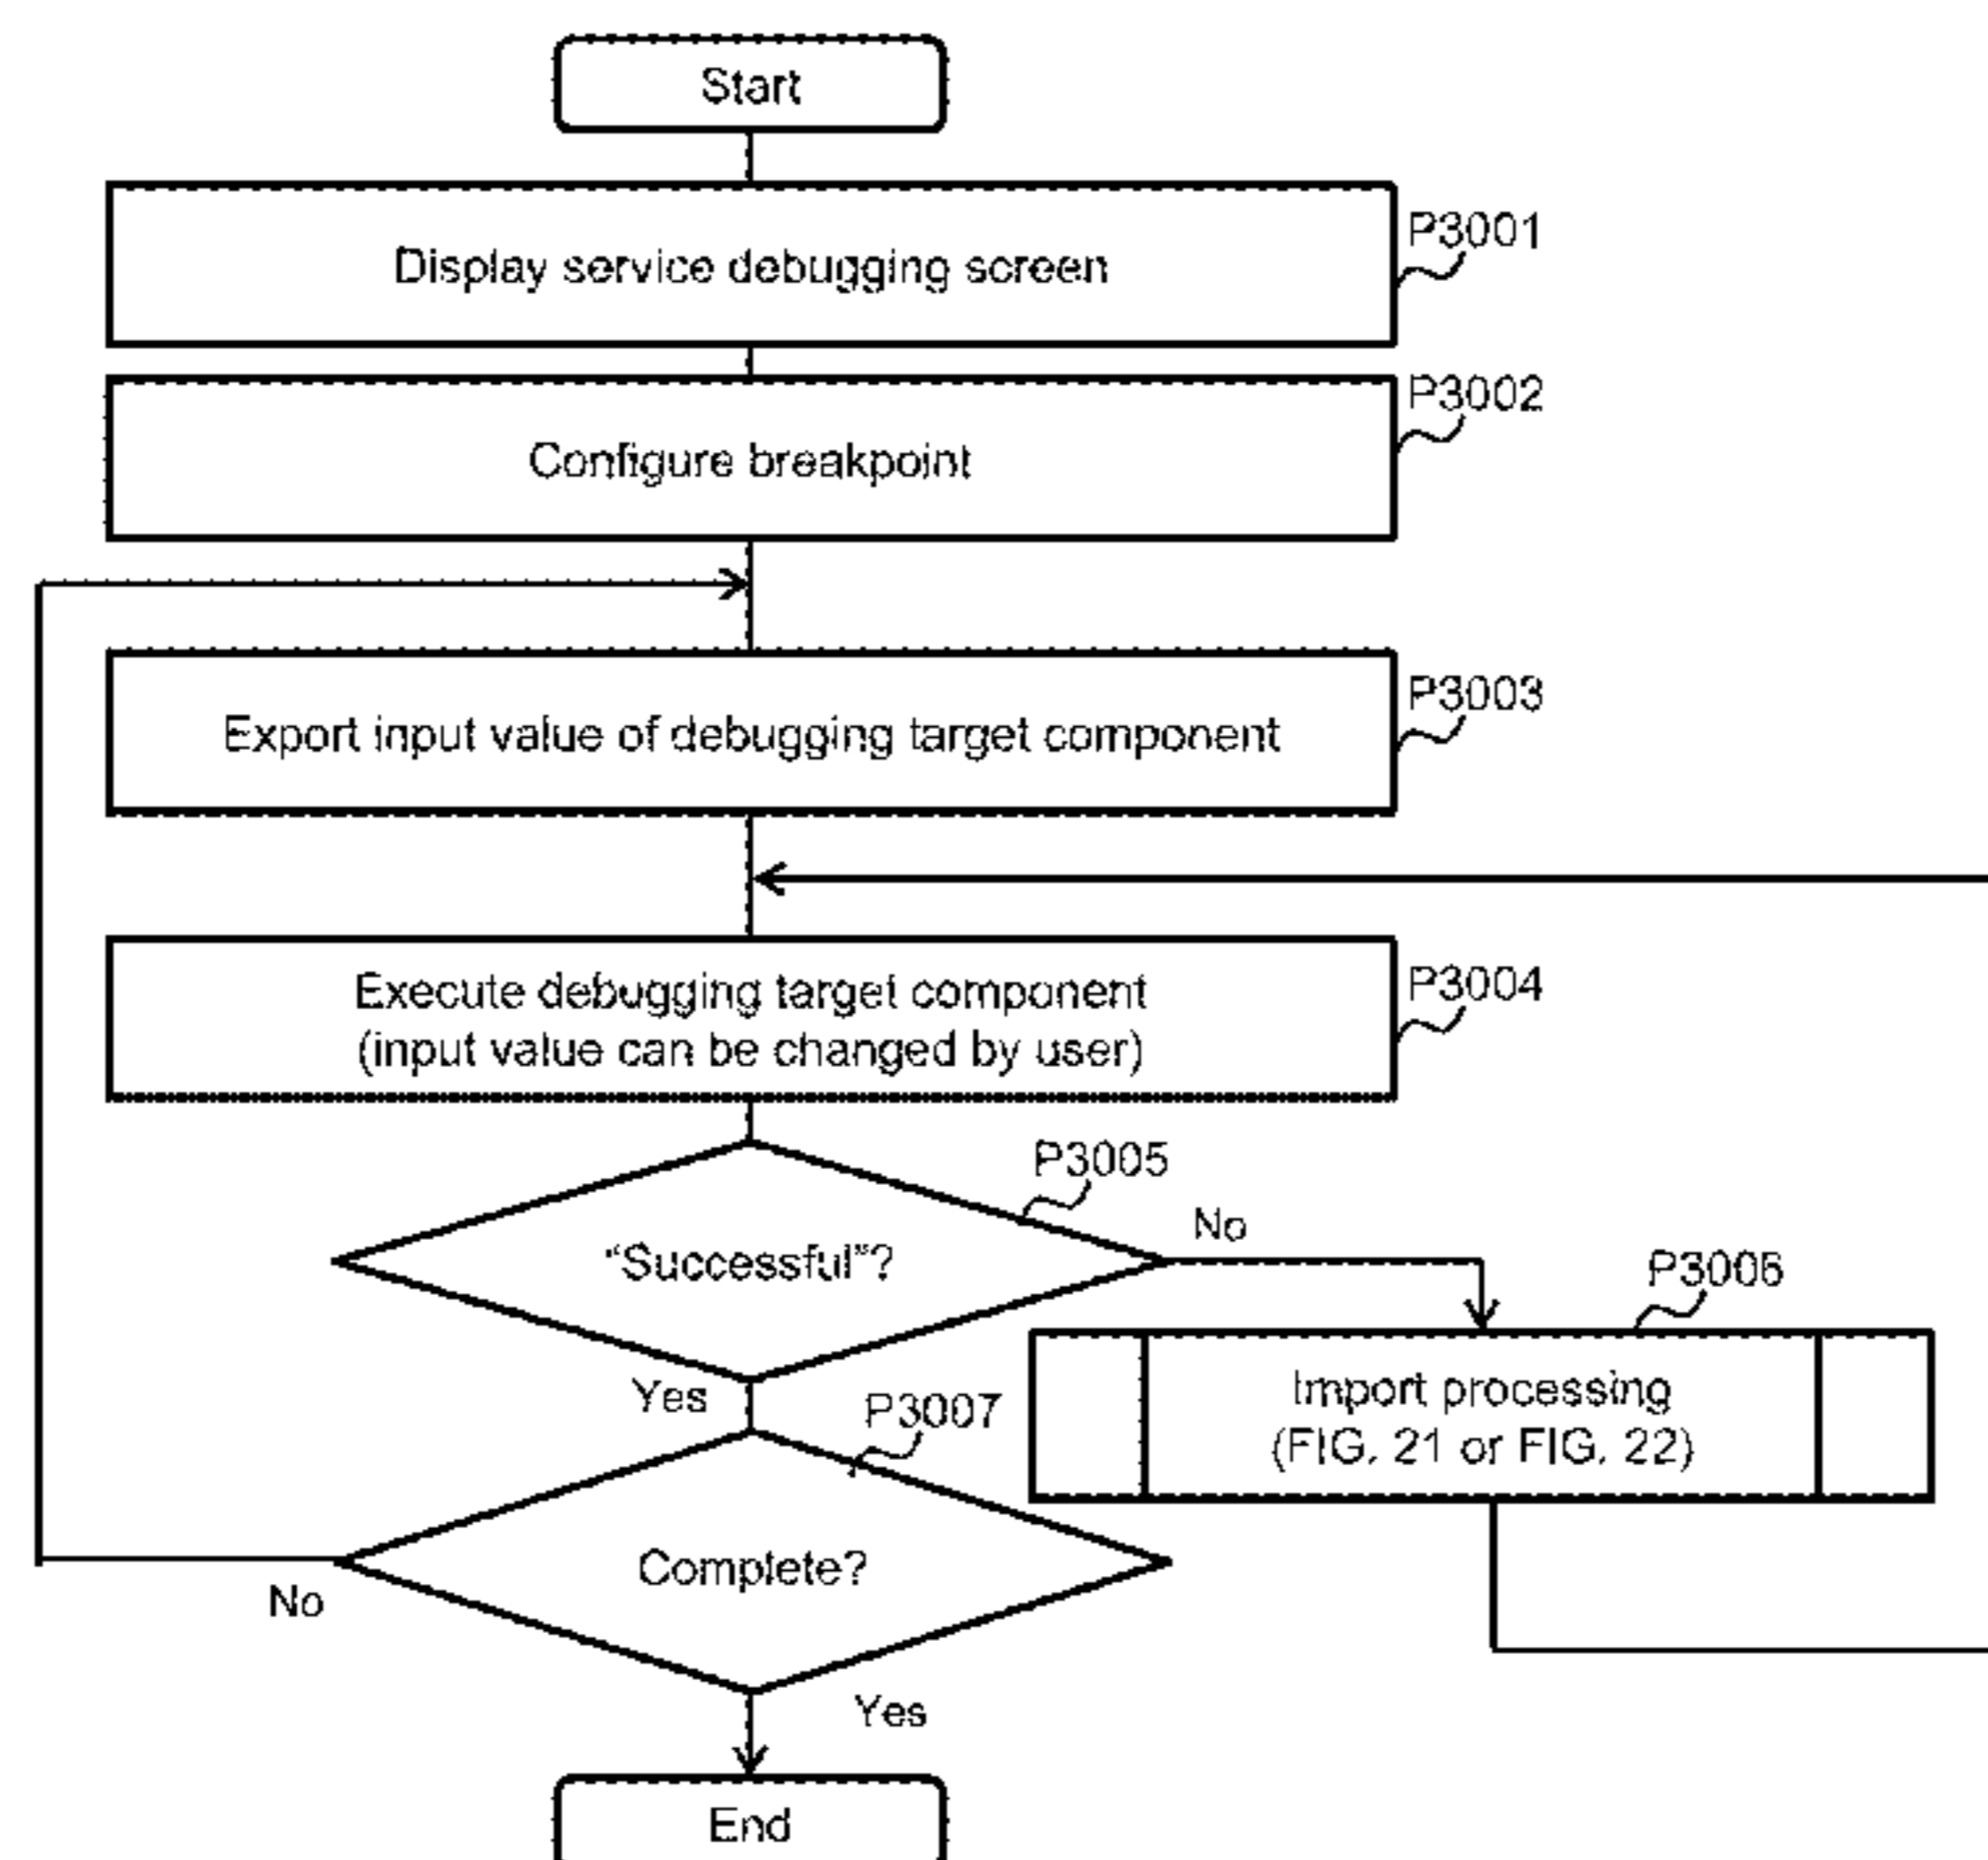 Start
Display service debugging screen
P3001
Configure breakpoint
P3002
Export input value of debugging target component
P3003
Execute debugging target component
(input value can be changed by user)
P3004
"Successful"?
P3005
No
Yes
Import processing
(FIG. 21 or FIG. 22)
P3006
Complete?
P3007
No
Yes
End